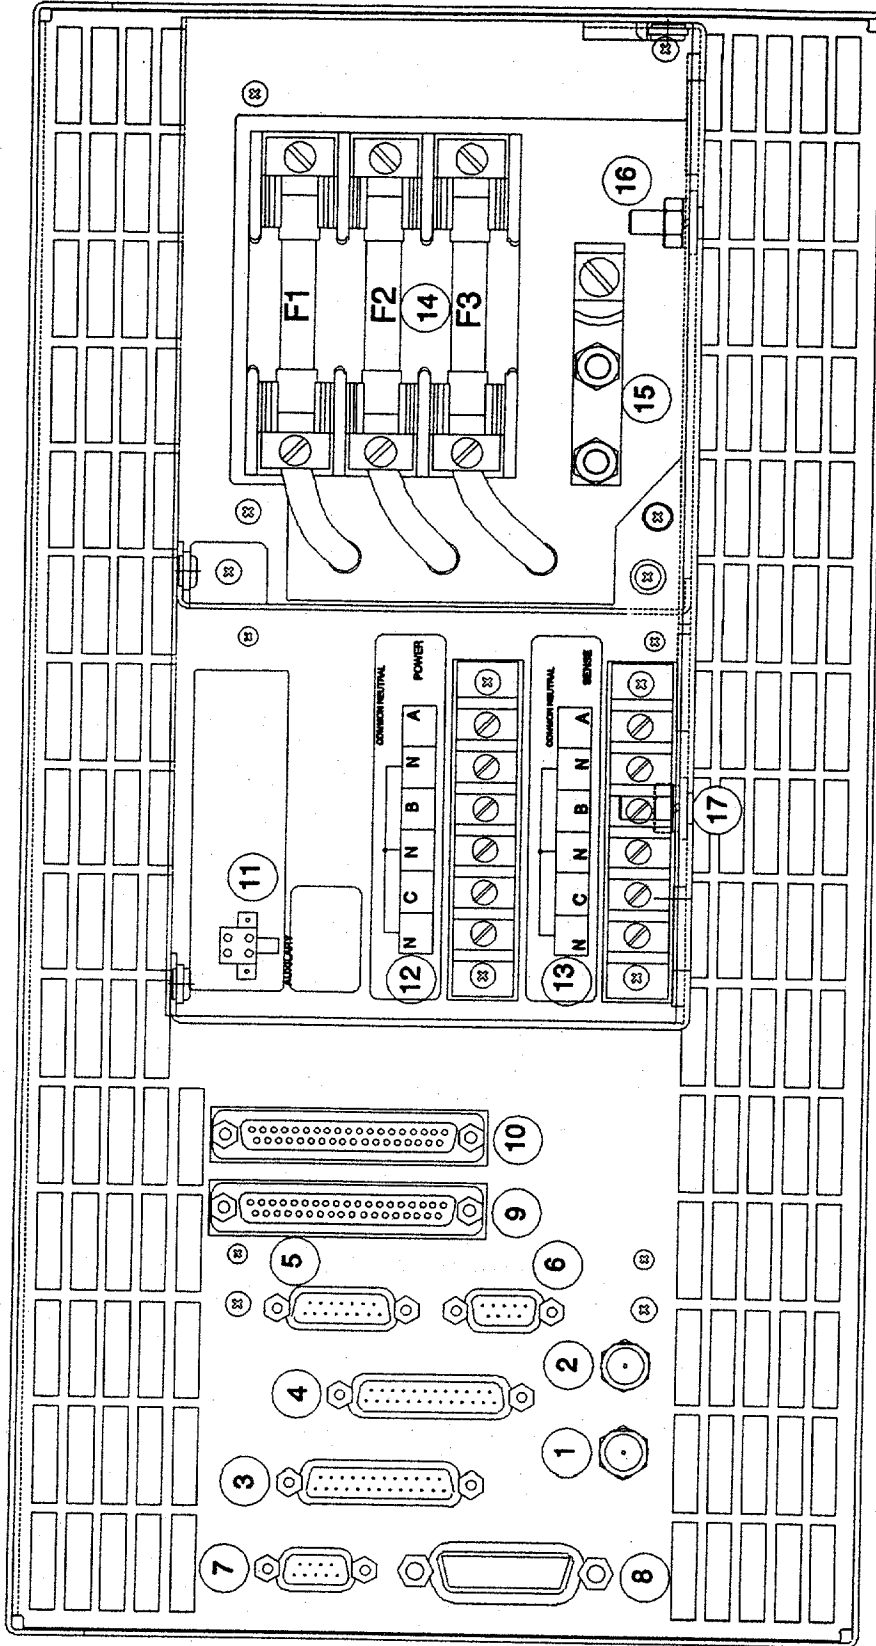 F1
F2
14
F3
16
15
COMMON NEUTRAL
POWER
N C N B N A
12
COMMON NEUTRAL
SENSE
N C N B N A
13
17
11
AUXILIARY
10
9
5
6
4
2
3
1
7
8